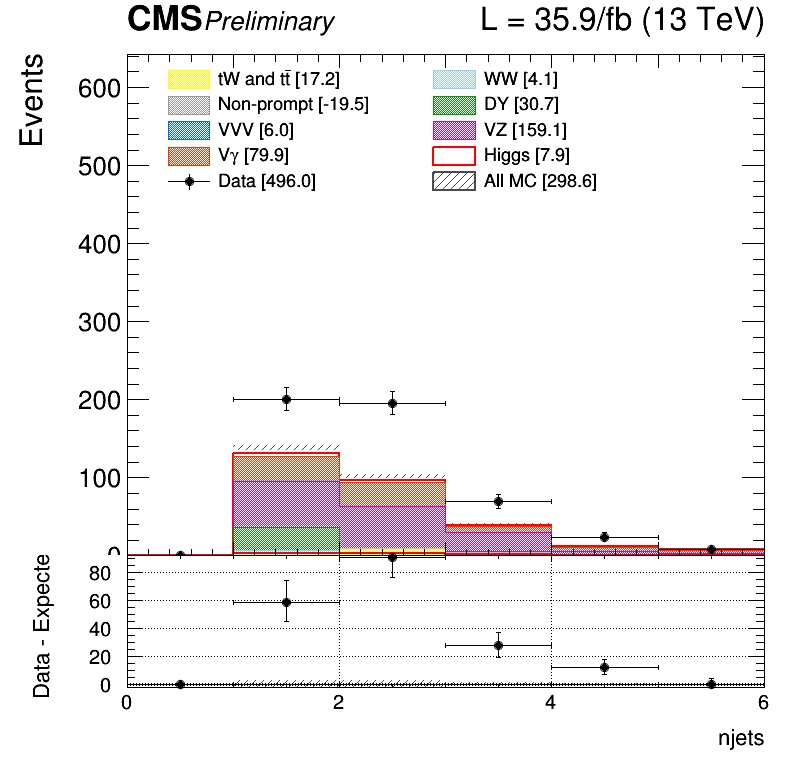 CMS Preliminary L = 35.9/fb (13 TeV)
Events
600
500
400
300
200
100
0
tW and tt̄ [17.2]
Non-prompt [-19.5]
VVV [6.0]
Vγ [79.9]
Data [496.0]
WW [4.1]
DY [30.7]
VZ [159.1]
Higgs [7.9]
All MC [298.6]
Data - Expecte
80
60
40
20
0
0 2 4 6
njets